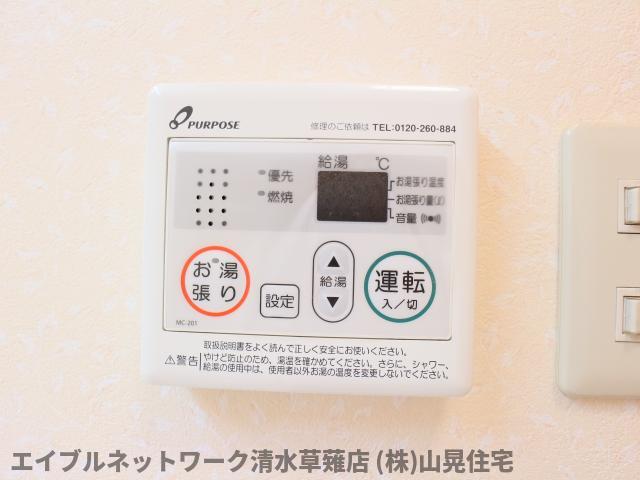 PURPOSE
修理のご依頼は TEL:0120-260-884
給湯 ℃
優先
お湯張り温度
燃焼
お湯張り量(ℓ)
音量
お湯張り
設定
給湯
運転
入/切
MC-201
取扱説明書をよく読んで正しく安全にお使いください。
警告 やけど防止のため、湯温を確かめてください。さらに、シャワー、
給湯の使用中は、使用者以外お湯の温度を変更しないでください。
エイブルネットワーク清水草薙店 (株)山晃住宅